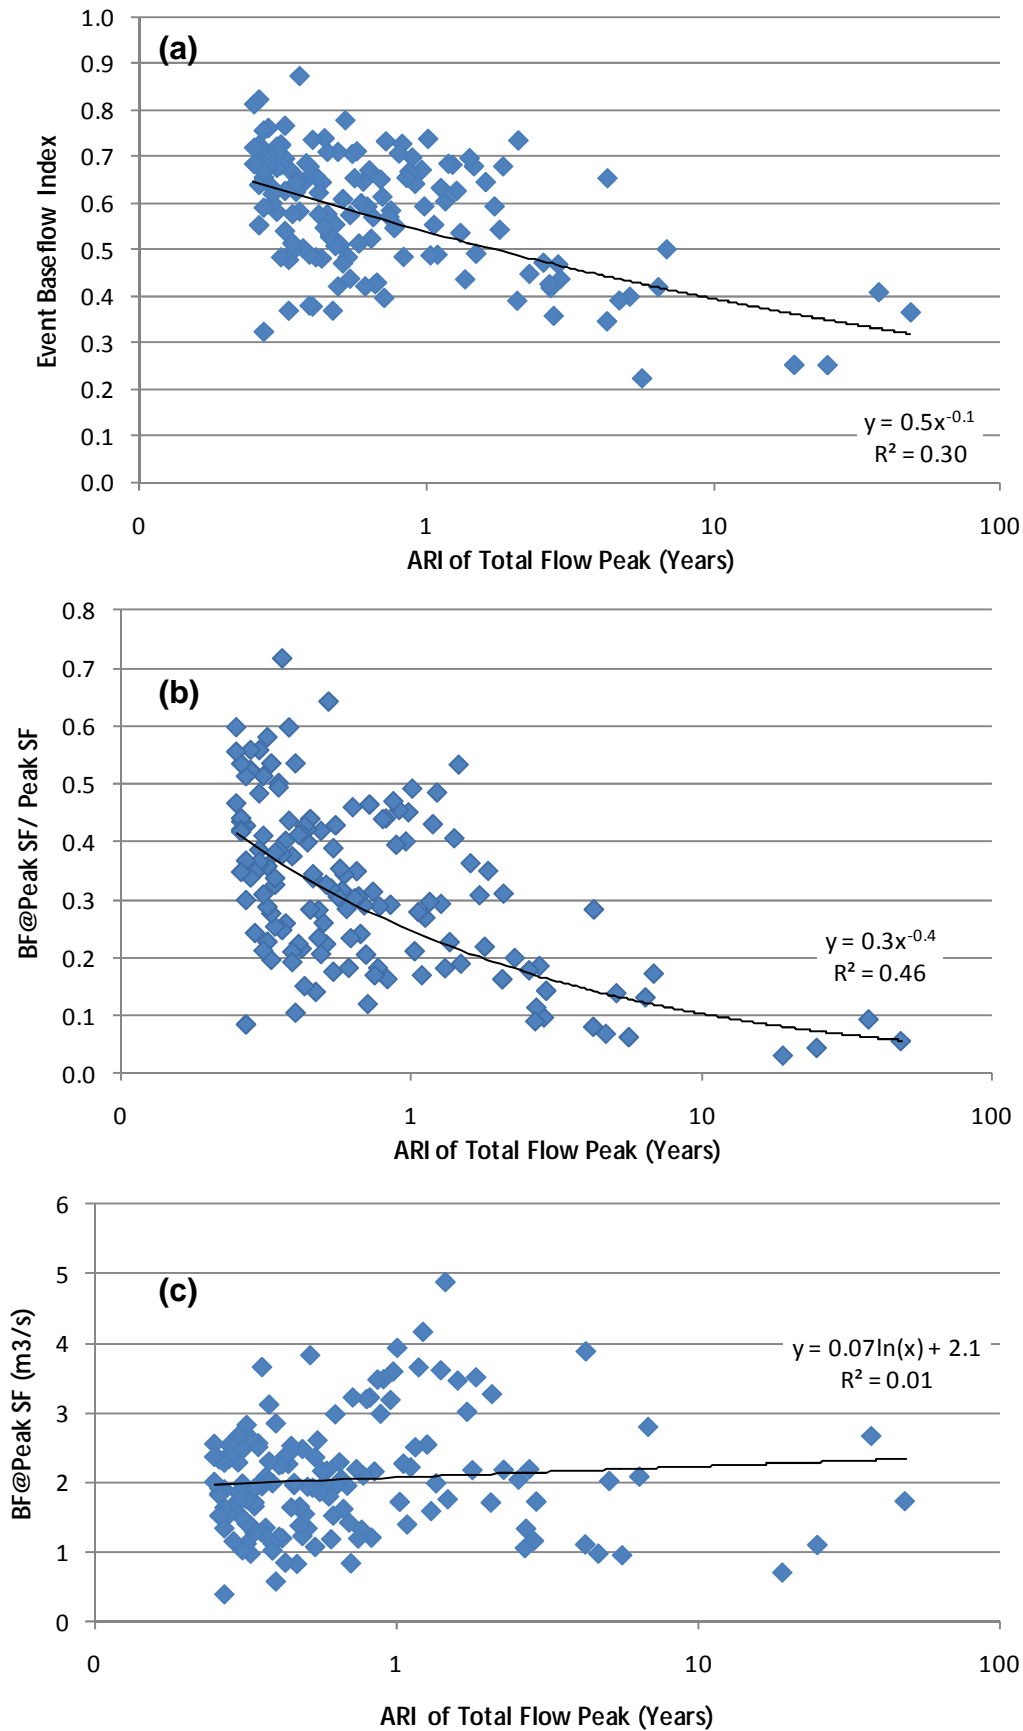 1.0
(a)
0.9
0.8
0.7
0.6
0.5
0.4
0.3
0.2
0.1
0.0
Event Baseflow Index
y = 0.5x^-0.1
R² = 0.30
0 1 10 100
ARI of Total Flow Peak (Years)
0.8
0.7
(b)
0.6
0.5
0.4
0.3
0.2
0.1
0.0
BF@Peak SF/ Peak SF
y = 0.3x^-0.4
R² = 0.46
0 1 10 100
ARI of Total Flow Peak (Years)
6
5
(c)
4
3
2
1
0
BF@Peak SF (m3/s)
y = 0.07ln(x) + 2.1
R² = 0.01
0 1 10 100
ARI of Total Flow Peak (Years)